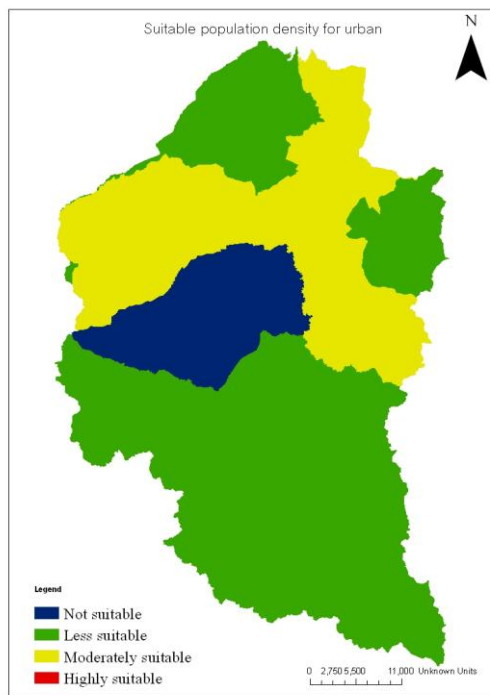 Suitable population density for urban
N
Legend
Not suitable
Less suitable
Moderately suitable
Highly suitable
0 2,750 5,500 11,000 Unknown Units